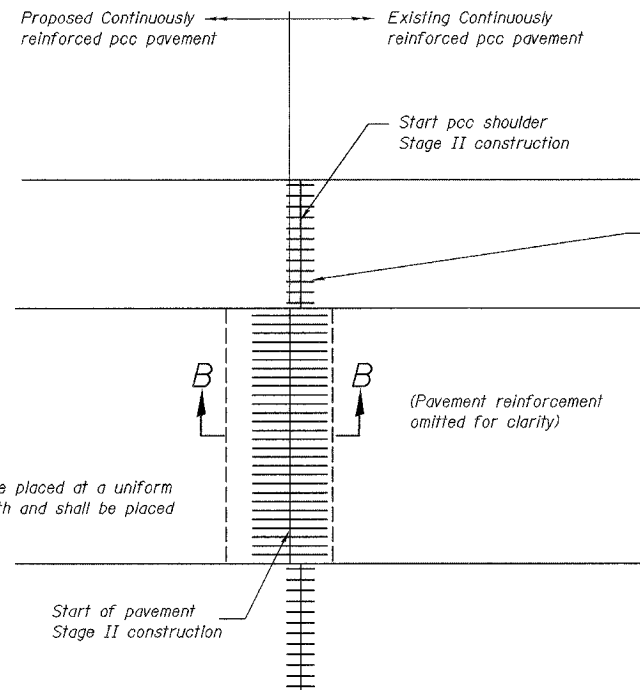 Proposed Continuously
reinforced pcc pavement
Existing Continuously
reinforced pcc pavement
Start pcc shoulder
Stage II construction
B
B
(Pavement reinforcement
omitted for clarity)
e placed at a uniform
th and shall be placed
Start of pavement
Stage II construction